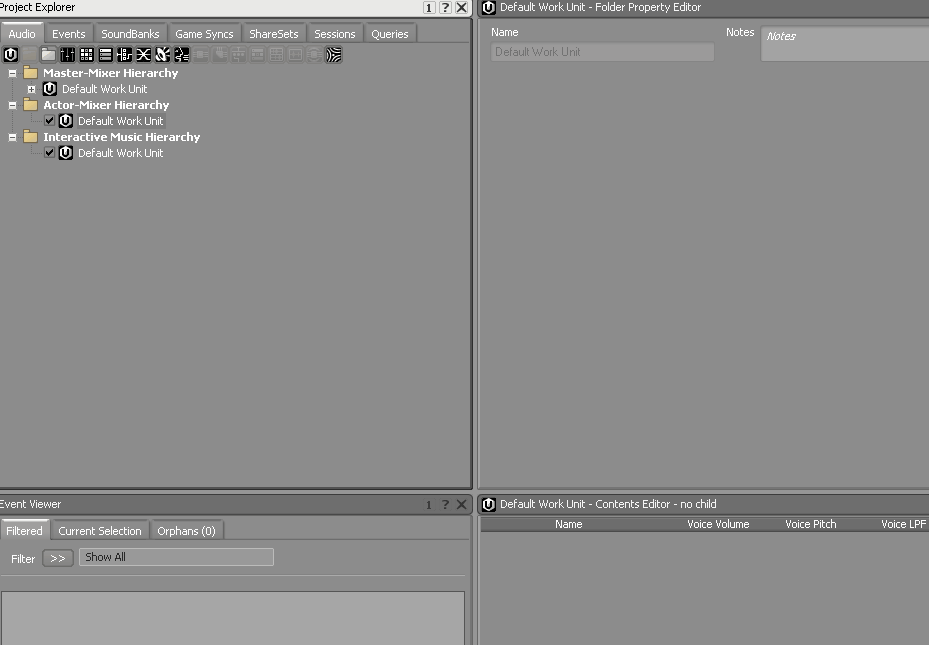 Project Explorer
1 ? X
Audio Events SoundBanks Game Syncs ShareSets Sessions Queries
Master-Mixer Hierarchy
Default Work Unit
Actor-Mixer Hierarchy
Default Work Unit
Interactive Music Hierarchy
Default Work Unit
Default Work Unit - Folder Property Editor
Name
Default Work Unit
Notes
Notes
Event Viewer
1 ? X
Filtered Current Selection Orphans (0)
Filter >> Show All
Default Work Unit - Contents Editor - no child
Name Voice Volume Voice Pitch Voice LPF